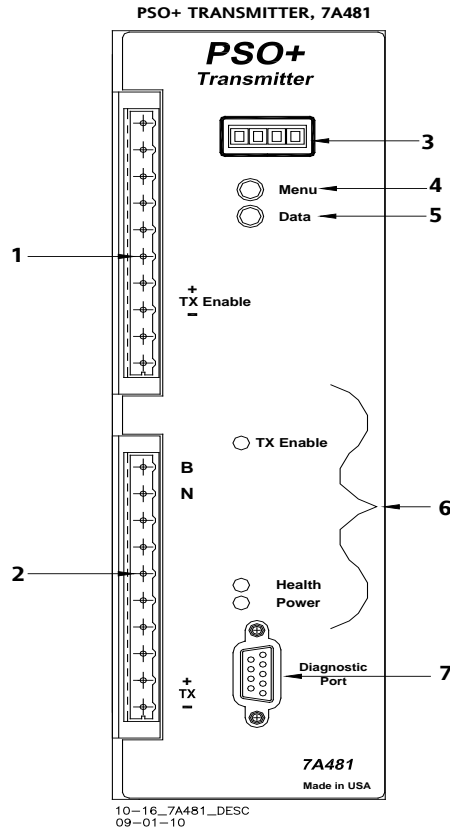 PSO+ TRANSMITTER, 7A481
PSO+
Transmitter
3
Menu
4
Data
5
1
+
TX Enable
-
TX Enable
B
N
6
2
Health
Power
+
TX
-
Diagnostic
Port
7
7A481
Made in USA
10-16_7A481_DESC
09-01-10